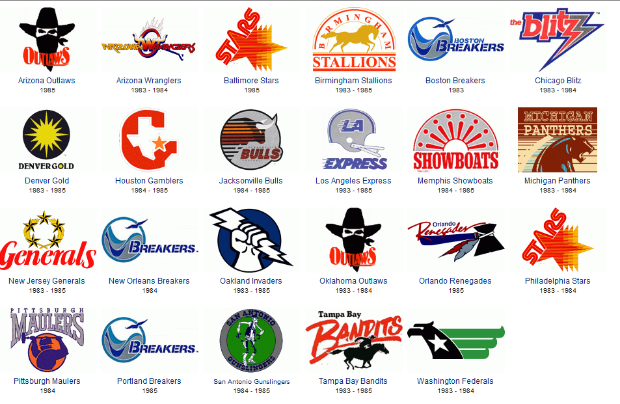 OUTLAWS
ARIZONA WRANGLERS
STARS
BIRMINGHAM
STALLIONS
BOSTON
BREAKERS
the blitz
Arizona Outlaws
Arizona Wranglers
Baltimore Stars
Birmingham Stallions
Boston Breakers
Chicago Blitz
1985
1983 - 1984
1985
1983 - 1985
1983
1983 - 1984
DENVER GOLD
BULLS
LA
EXPRESS
SHOWBOATS
MICHIGAN
PANTHERS
Denver Gold
Houston Gamblers
Jacksonville Bulls
Los Angeles Express
Memphis Showboats
Michigan Panthers
1983 - 1985
1984 - 1985
1984 - 1985
1983 - 1985
1984 - 1985
1983 - 1984
Generals
BREAKERS
OUTLAWS
Orlando
Renegades
STARS
New Jersey Generals
New Orleans Breakers
Oakland Invaders
Oklahoma Outlaws
Orlando Renegades
Philadelphia Stars
1983 - 1985
1984
1983 - 1985
1983 - 1984
1985
1983 - 1984
PITTSBURGH
MAULERS
BREAKERS
SAN ANTONIO
GUNSLINGERS
Tampa Bay
BANDITS
Pittsburgh Maulers
Portland Breakers
San Antonio Gunslingers
Tampa Bay Bandits
Washington Federals
1984
1985
1984 - 1985
1983 - 1985
1983 - 1984